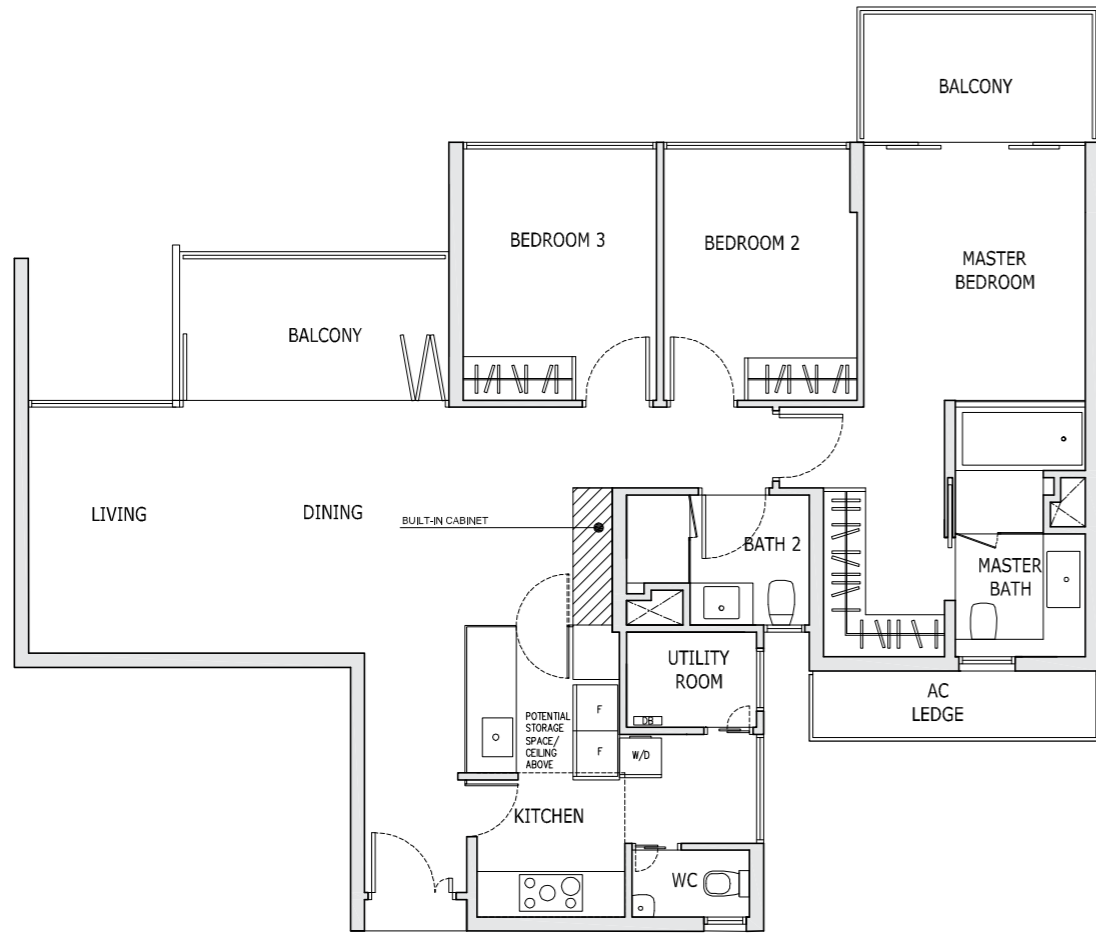 BALCONY
BEDROOM 3
BEDROOM 2
MASTER
BEDROOM
BALCONY
LIVING
DINING
BUILT-IN CABINET
BATH 2
MASTER
BATH
UTILITY
ROOM
DB
AC
LEDGE
POTENTIAL
STORAGE
SPACE/
CEILING
ABOVE
F
F
W/D
KITCHEN
WC